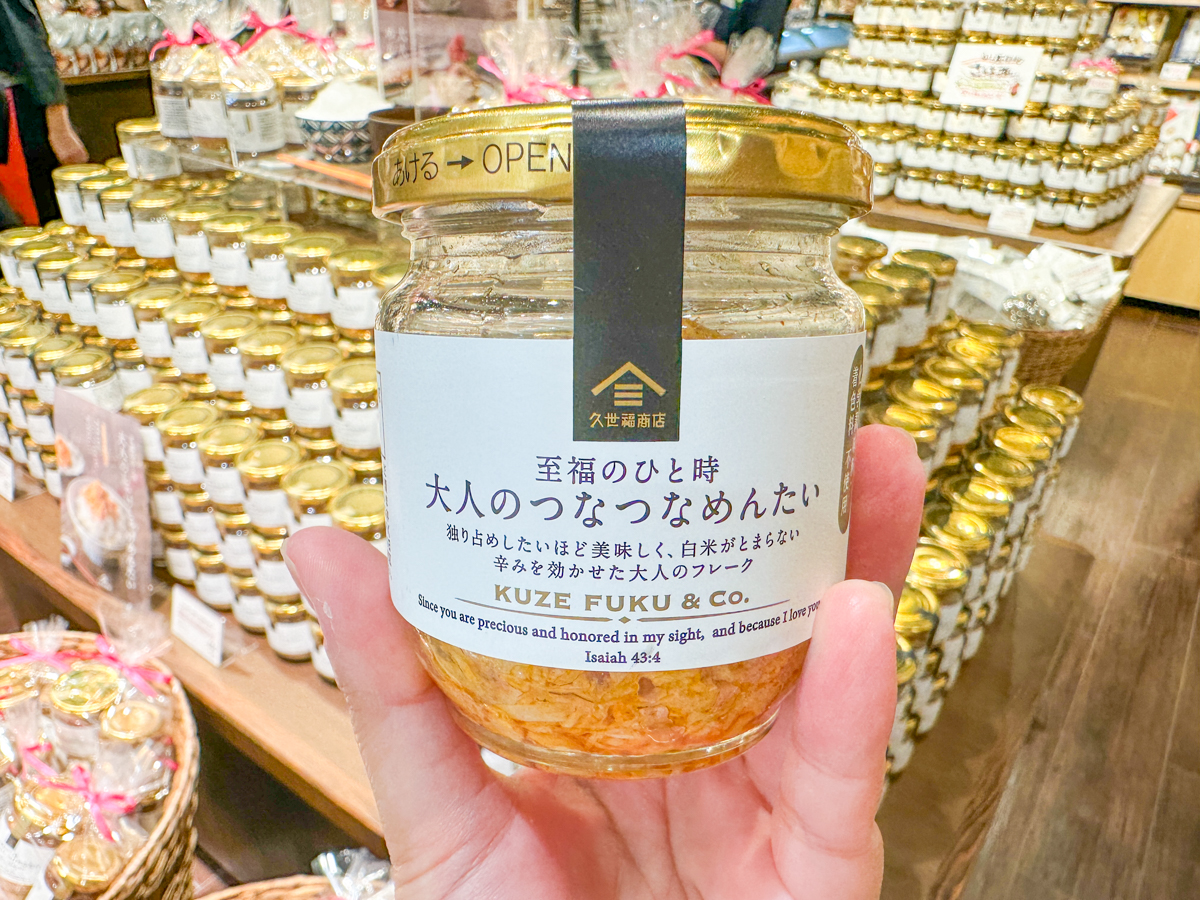 あける→OPEN
久世福商店
至福のひと時
大人のつなつなめんたい
独り占めしたいほど美味しく、白米がとまらない
辛みを効かせた大人のフレーク
KUZE FUKU & Co.
Since you are precious and honored in my sight, and because I love you
Isaiah 43:4